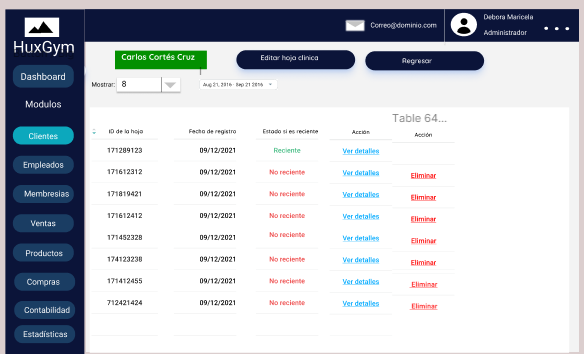 HuxGym
Dashboard
Modulos
Clientes
Empleados
Membresias
Ventas
Productos
Compras
Contabilidad
Estadísticas
Correo@dominio.com
Debora Maricela
Administrador
Carlos Cortés Cruz
Editar hoja clínica
Regresar
Mostrar: 8
Aug 21, 2016 - Sep 21 2016
Table 64...
ID de la hoja Fecha de registro Estado si es reciente Acción Acción
171289123 09/12/2021 Reciente Ver detalles
171612312 09/12/2021 No reciente Ver detalles Eliminar
171819421 09/12/2021 No reciente Ver detalles Eliminar
171612412 09/12/2021 No reciente Ver detalles Eliminar
171452328 09/12/2021 No reciente Ver detalles Eliminar
174123238 09/12/2021 No reciente Ver detalles Eliminar
171412455 09/12/2021 No reciente Ver detalles Eliminar
712421424 09/12/2021 No reciente Ver detalles Eliminar